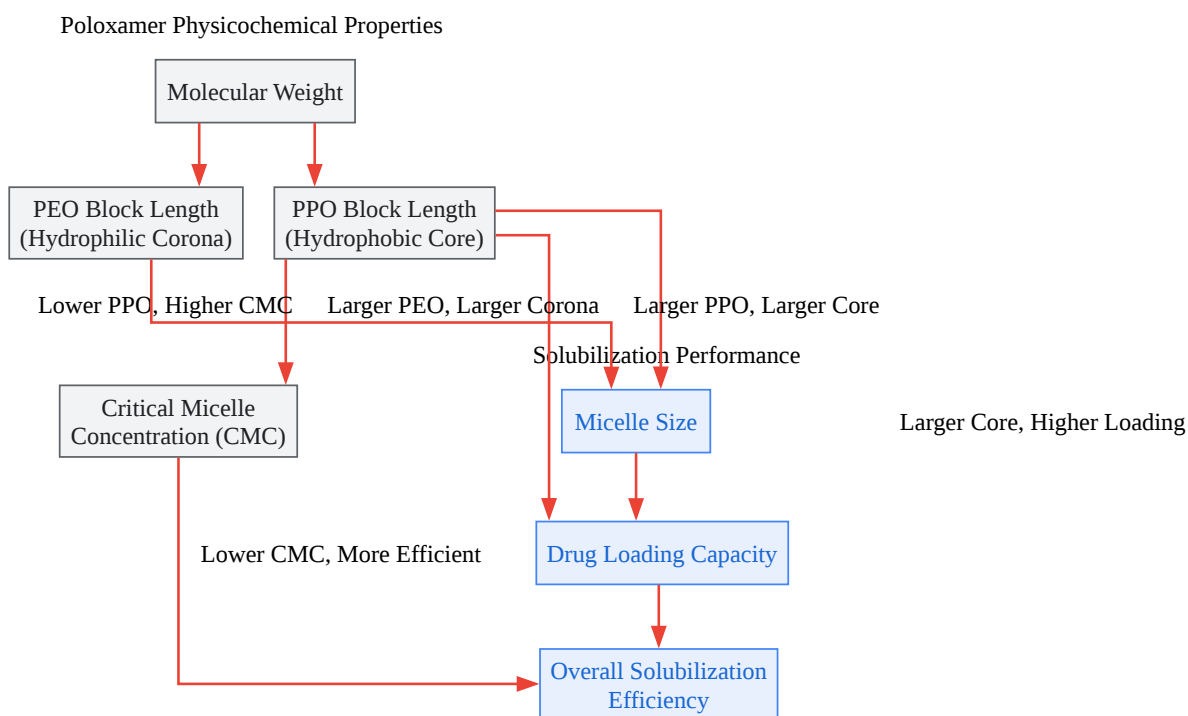 Poloxamer Physicochemical Properties
Molecular Weight
PEO Block Length
(Hydrophilic Corona)
PPO Block Length
(Hydrophobic Core)
Lower PPO, Higher CMC
Larger PEO, Larger Corona
Larger PPO, Larger Core
Solubilization Performance
Critical Micelle
Concentration (CMC)
Micelle Size
Larger Core, Higher Loading
Lower CMC, More Efficient
Drug Loading Capacity
Overall Solubilization
Efficiency